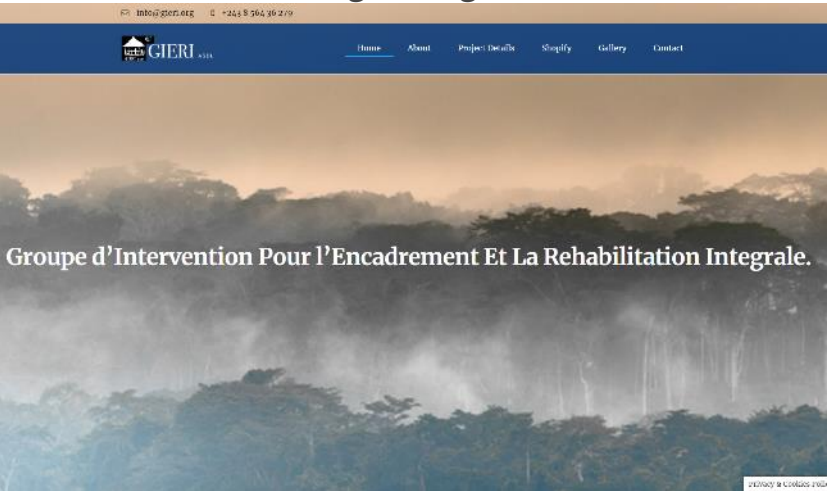 info@gieri.org +243 8 564 36 279
GIERI ASBL
Home About Project Details Shopify Gallery Contact
Groupe d’Intervention Pour l’Encadrement Et La Rehabilitation Integrale.
Privacy & Cookies